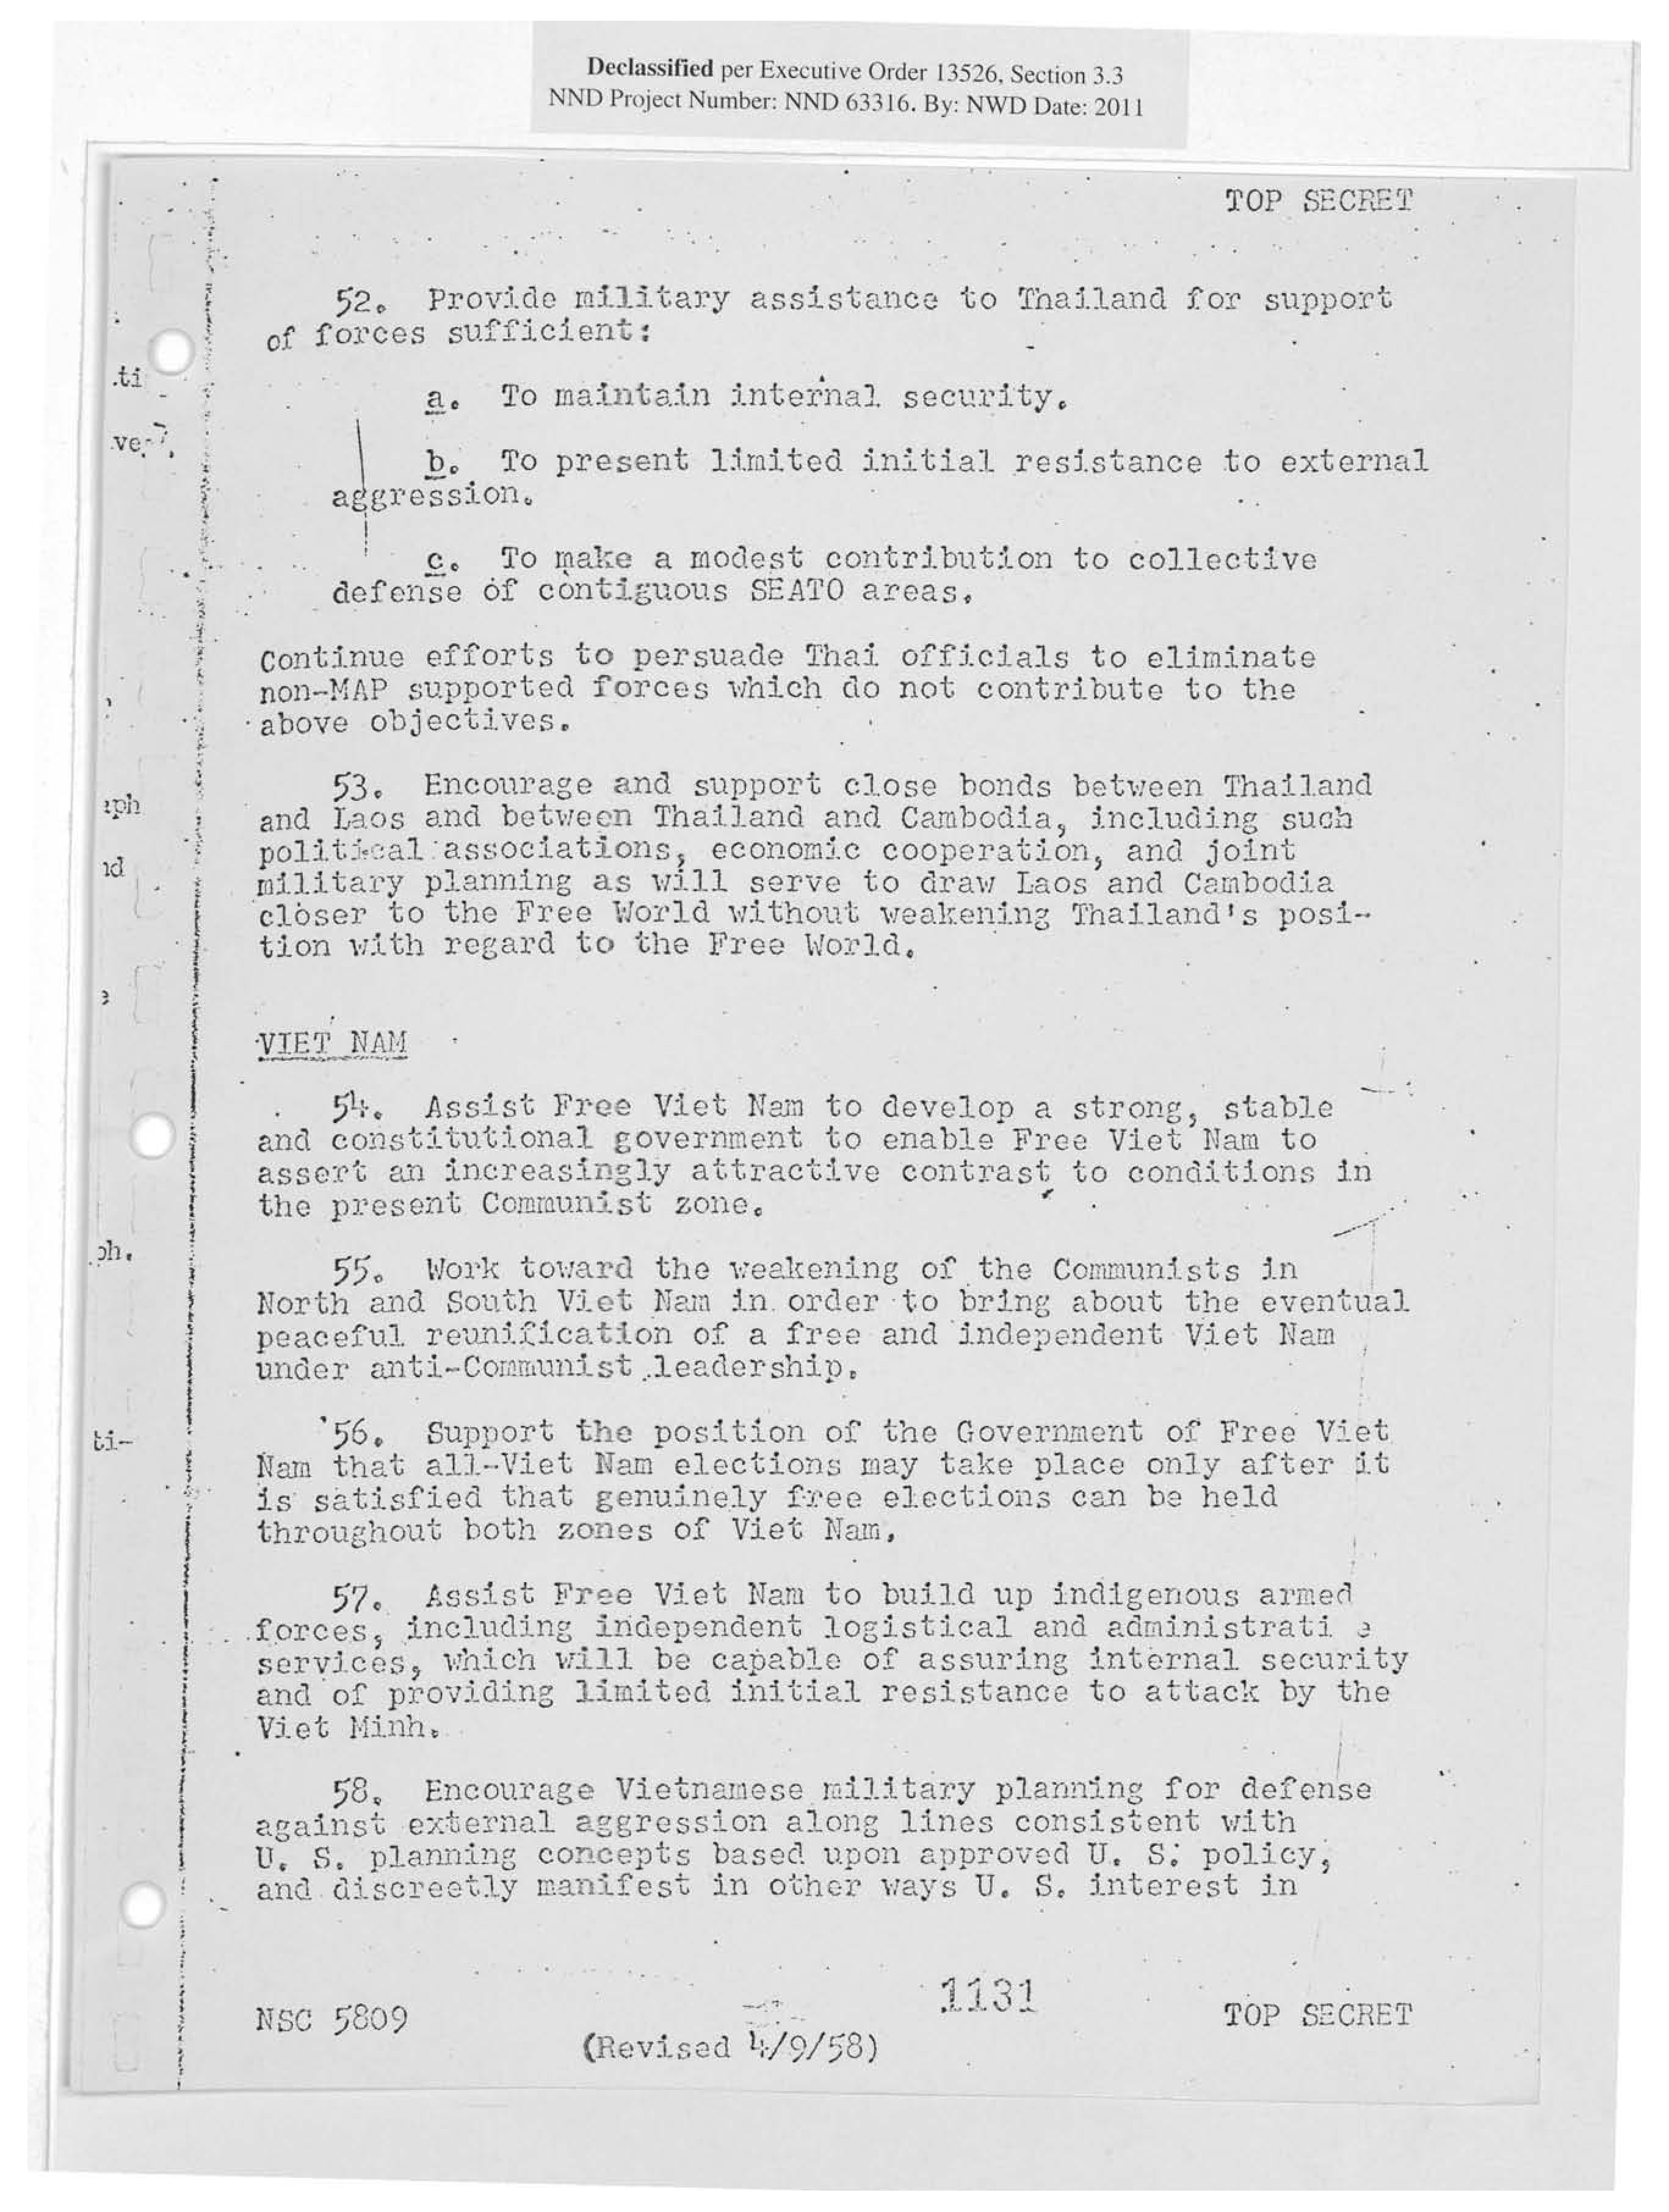 Declassified per Executive Order 13526, Section 3.3
NND Project Number: NND 63316. By: NWD Date: 2011
TOP SECRET
52. Provide military assistance to Thailand for support
of forces sufficient:
a. To maintain internal security.
b. To present limited initial resistance to external
aggression.
c. To make a modest contribution to collective
defense of contiguous SEATO areas.
Continue efforts to persuade Thai officials to eliminate
non-MAP supported forces which do not contribute to the
above objectives.
53. Encourage and support close bonds between Thailand
and Laos and between Thailand and Cambodia, including such
political associations, economic cooperation, and joint
military planning as will serve to draw Laos and Cambodia
closer to the Free World without weakening Thailand's posi-
tion with regard to the Free World.
VIET NAM
54. Assist Free Viet Nam to develop a strong, stable
and constitutional government to enable Free Viet Nam to
assert an increasingly attractive contrast to conditions in
the present Communist zone.
55. Work toward the weakening of the Communists in
North and South Viet Nam in order to bring about the eventual
peaceful reunification of a free and independent Viet Nam
under anti-Communist leadership.
56. Support the position of the Government of Free Viet
Nam that all-Viet Nam elections may take place only after it
is satisfied that genuinely free elections can be held
throughout both zones of Viet Nam.
57. Assist Free Viet Nam to build up indigenous armed
forces, including independent logistical and administrati e
services, which will be capable of assuring internal security
and of providing limited initial resistance to attack by the
Viet Minh.
58. Encourage Vietnamese military planning for defense
against external aggression along lines consistent with
U. S. planning concepts based upon approved U. S. policy,
and discreetly manifest in other ways U. S. interest in
1131
NSC 5809
TOP SECRET
(Revised 4/9/58)